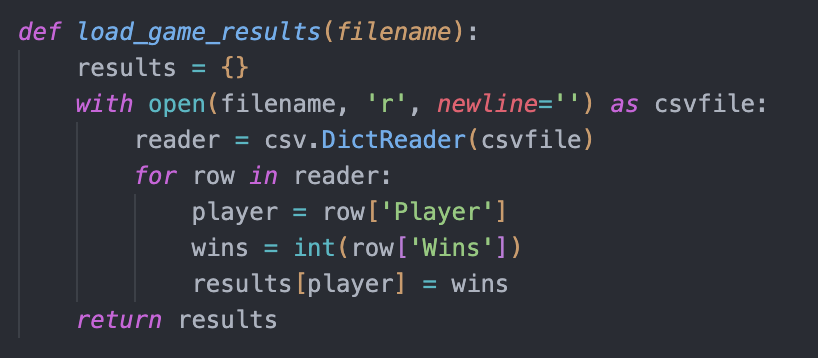 def load_game_results(filename):
    results = {}
    with open(filename, 'r', newline='') as csvfile:
        reader = csv.DictReader(csvfile)
        for row in reader:
            player = row['Player']
            wins = int(row['Wins'])
            results[player] = wins
    return results